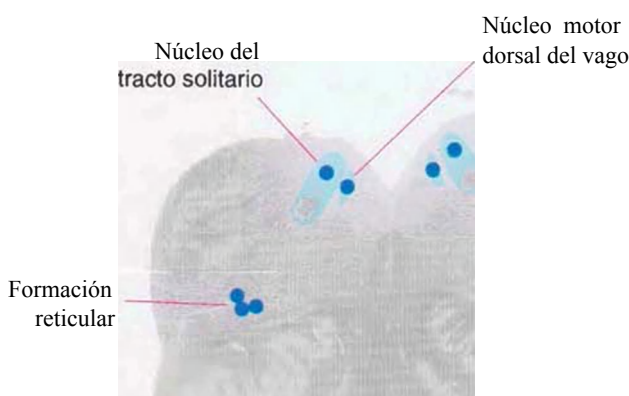 Núcleo motor
dorsal del vago
Núcleo del
tracto solitario
Formación
reticular